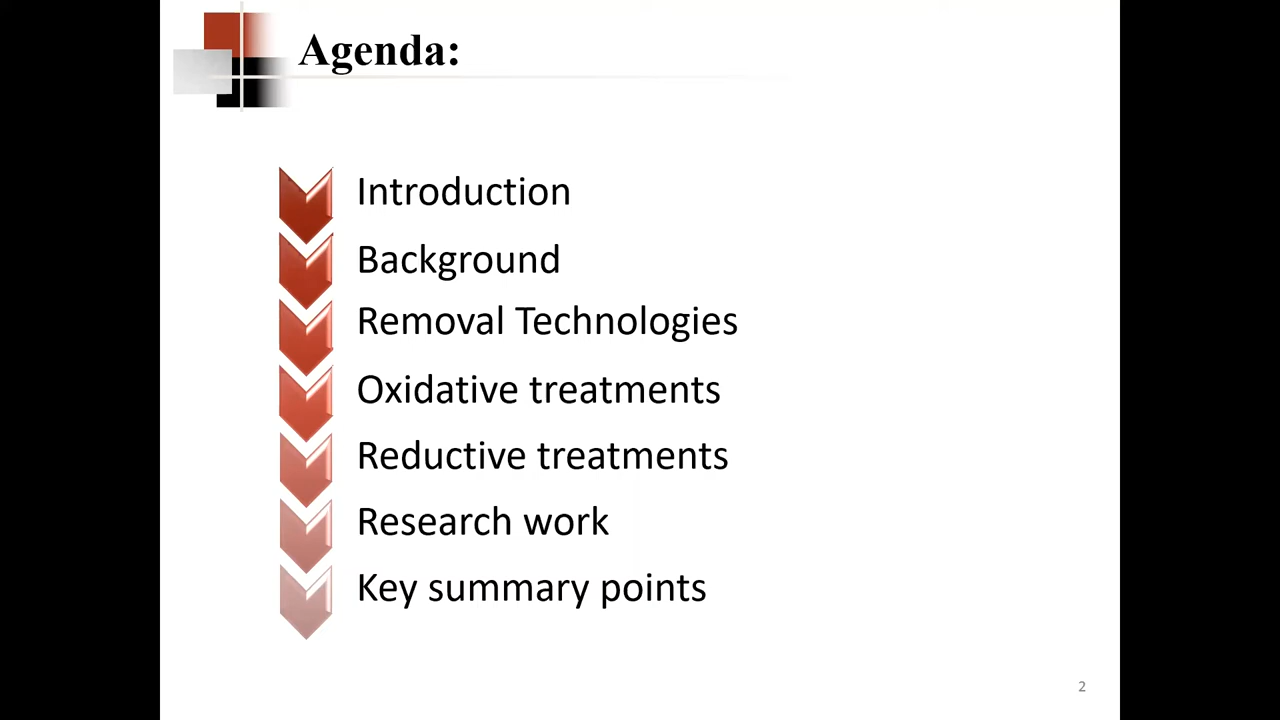 Agenda:
Introduction
Background
Removal Technologies
Oxidative treatments
Reductive treatments
Research work
Key summary points
2